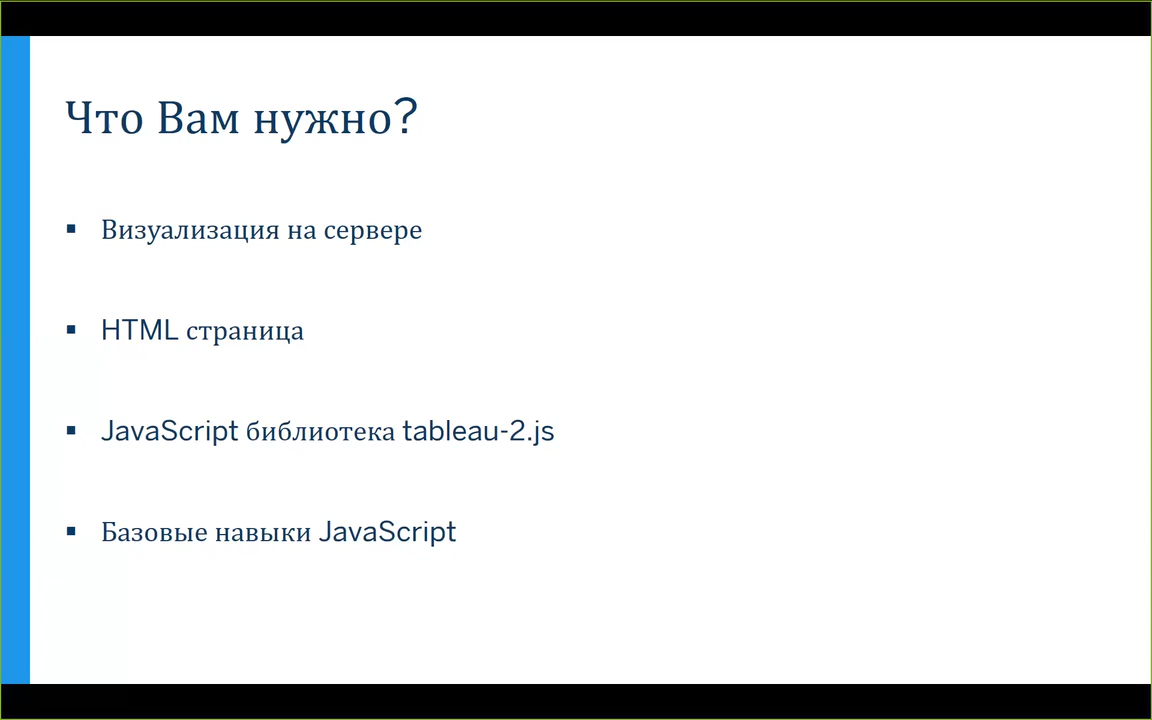 Что Вам нужно?
Визуализация на сервере
HTML страница
JavaScript библиотека tableau-2.js
Базовые навыки JavaScript